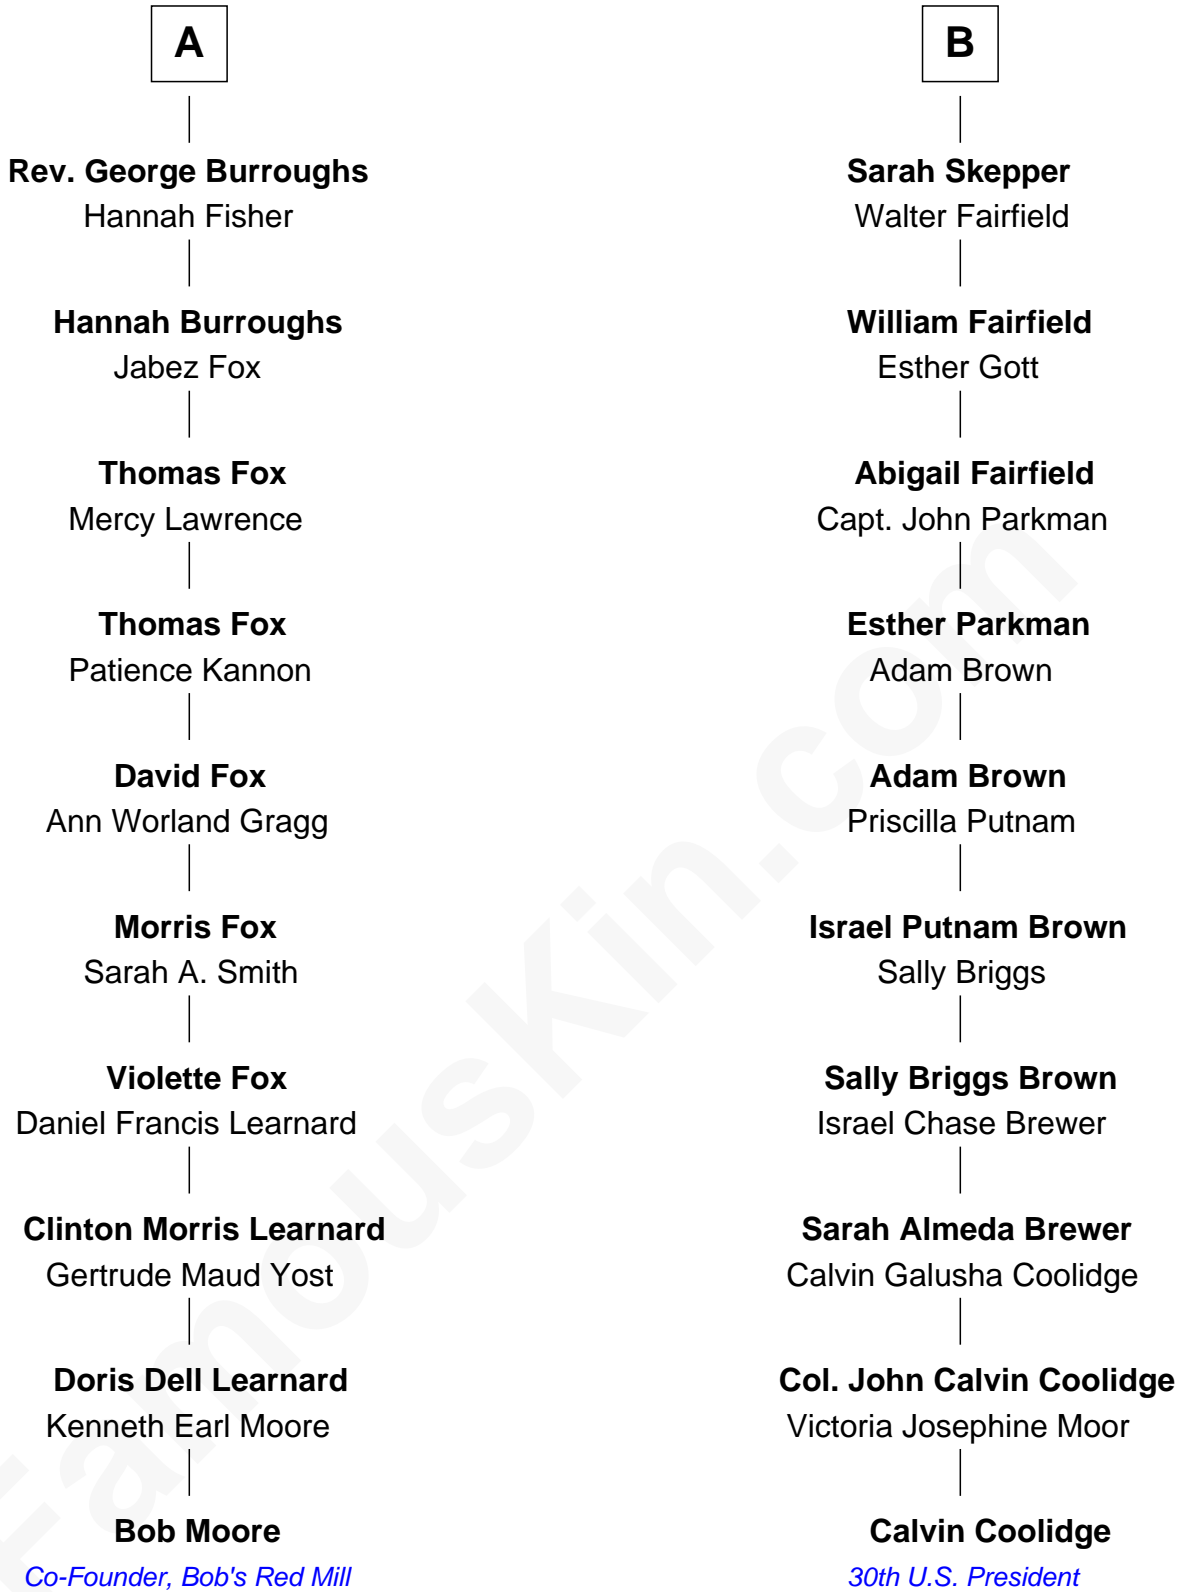 A
Rev. George Burroughs
Hannah Fisher
Hannah Burroughs
Jabez Fox
Thomas Fox
Mercy Lawrence
Thomas Fox
Patience Kannon
David Fox
Ann Worland Gragg
Morris Fox
Sarah A. Smith
Violette Fox
Daniel Francis Learnard
Clinton Morris Learnard
Gertrude Maud Yost
Doris Dell Learnard
Kenneth Earl Moore
Bob Moore
Co-Founder, Bob's Red Mill
B
Sarah Skepper
Walter Fairfield
William Fairfield
Esther Gott
Abigail Fairfield
Capt. John Parkman
Esther Parkman
Adam Brown
Adam Brown
Priscilla Putnam
Israel Putnam Brown
Sally Briggs
Sally Briggs Brown
Israel Chase Brewer
Sarah Almeda Brewer
Calvin Galusha Coolidge
Col. John Calvin Coolidge
Victoria Josephine Moor
Calvin Coolidge
30th U.S. President
FamousKin.com